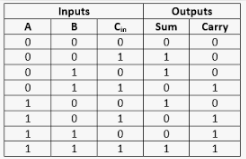 Inputs Outputs
A B Cin Sum Carry
0 0 0 0 0
0 0 1 1 0
0 1 0 1 0
0 1 1 0 1
1 0 0 1 0
1 0 1 0 1
1 1 0 0 1
1 1 1 1 1